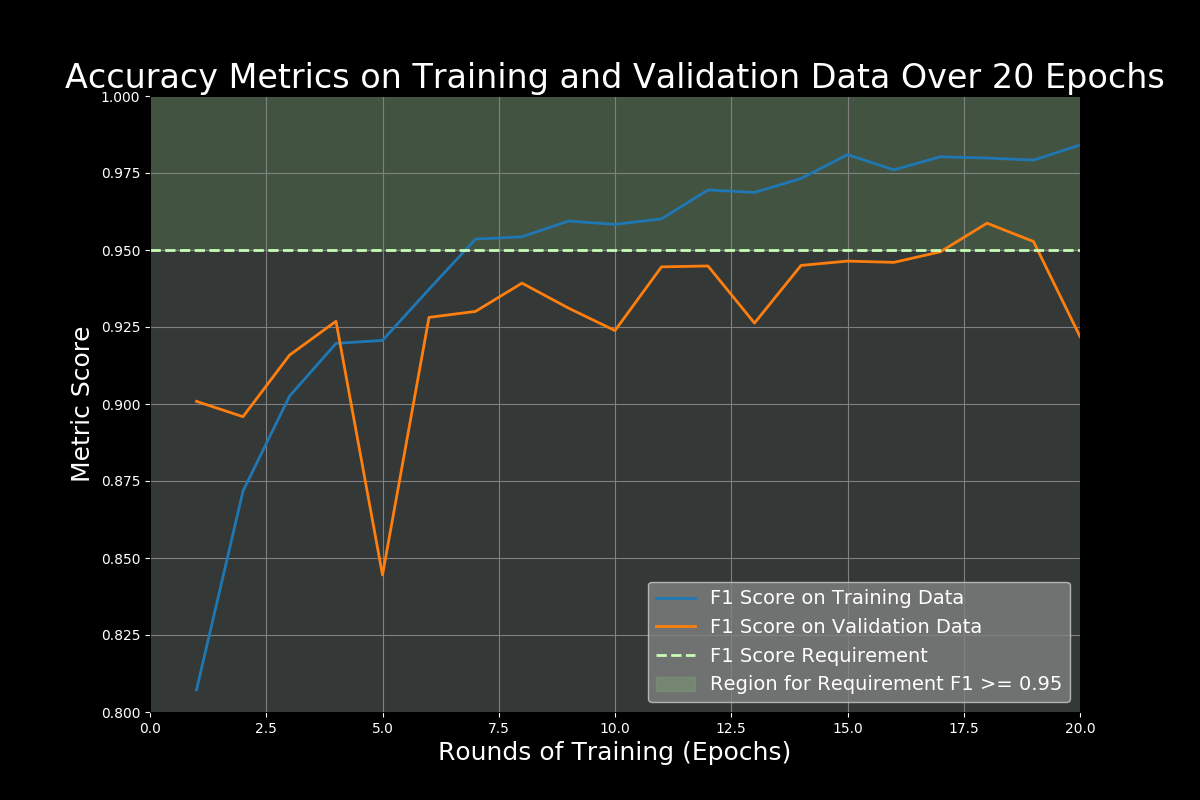 Accuracy Metrics on Training and Validation Data Over 20 Epochs
1.000
0.975
0.950
0.925
0.900
0.875
0.850
0.825
0.800
Metric Score
F1 Score on Training Data
F1 Score on Validation Data
F1 Score Requirement
Region for Requirement F1 >= 0.95
0.0 2.5 5.0 7.5 10.0 12.5 15.0 17.5 20.0
Rounds of Training (Epochs)